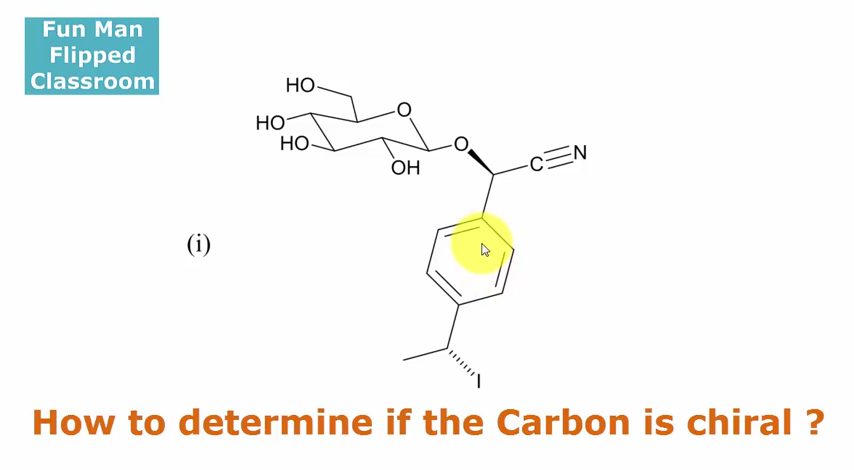 Fun Man
Flipped
Classroom
HO
O
HO
HO
OH
O
C
N
(i)
I
How to determine if the Carbon is chiral ?